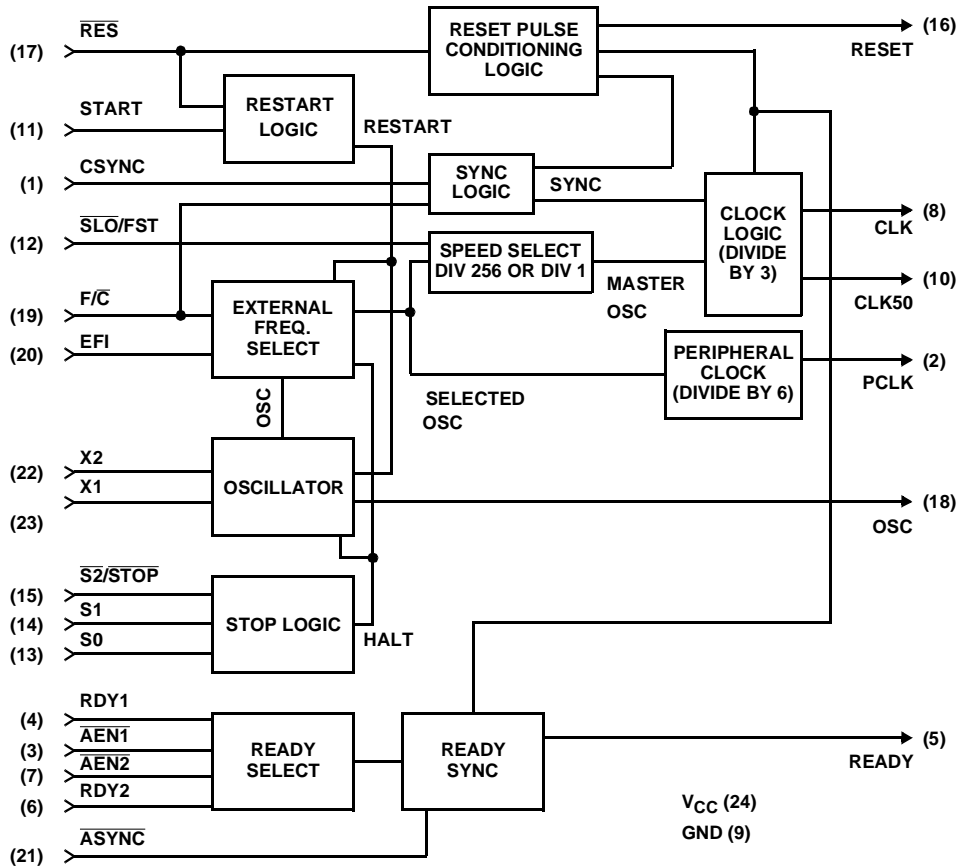 RES
(17)
START
(11)
CSYNC
(1)
SLO/FST
(12)
F/C
(19)
EFI
(20)
X2
(22)
X1
(23)
S2/STOP
(15)
S1
(14)
S0
(13)
RDY1
(4)
AEN1
(3)
AEN2
(7)
RDY2
(6)
ASYNC
(21)
RESTART
LOGIC
RESTART
RESET PULSE
CONDITIONING
LOGIC
SYNC
LOGIC
SYNC
SPEED SELECT
DIV 256 OR DIV 1
MASTER
OSC
EXTERNAL
FREQ.
SELECT
OSC
SELECTED
OSC
OSCILLATOR
STOP LOGIC
HALT
READY
SELECT
READY
SYNC
CLOCK
LOGIC
(DIVIDE
BY 3)
PERIPHERAL
CLOCK
(DIVIDE BY 6)
(16)
RESET
(8)
CLK
(10)
CLK50
(2)
PCLK
(18)
OSC
(5)
READY
VCC (24)
GND (9)